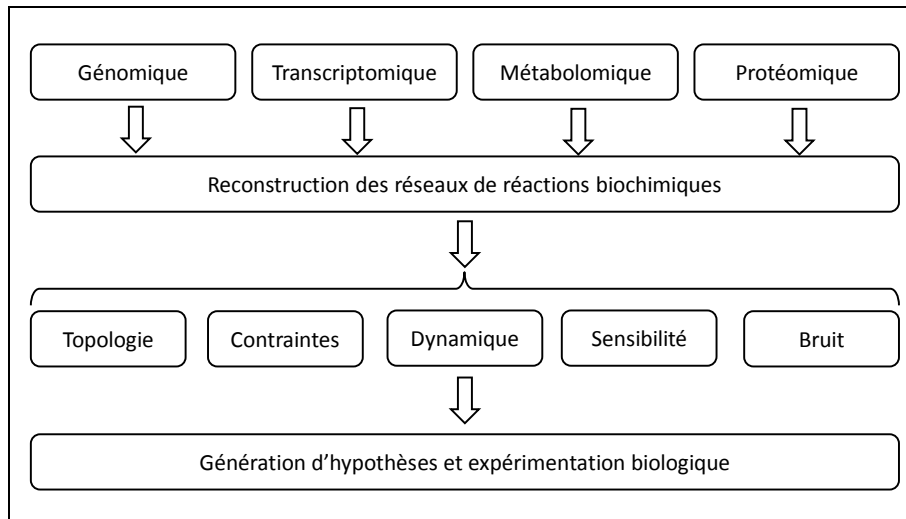 Génomique
Transcriptomique
Métabolomique
Protéomique
Reconstruction des réseaux de réactions biochimiques
Topologie
Contraintes
Dynamique
Sensibilité
Bruit
Génération d’hypothèses et expérimentation biologique